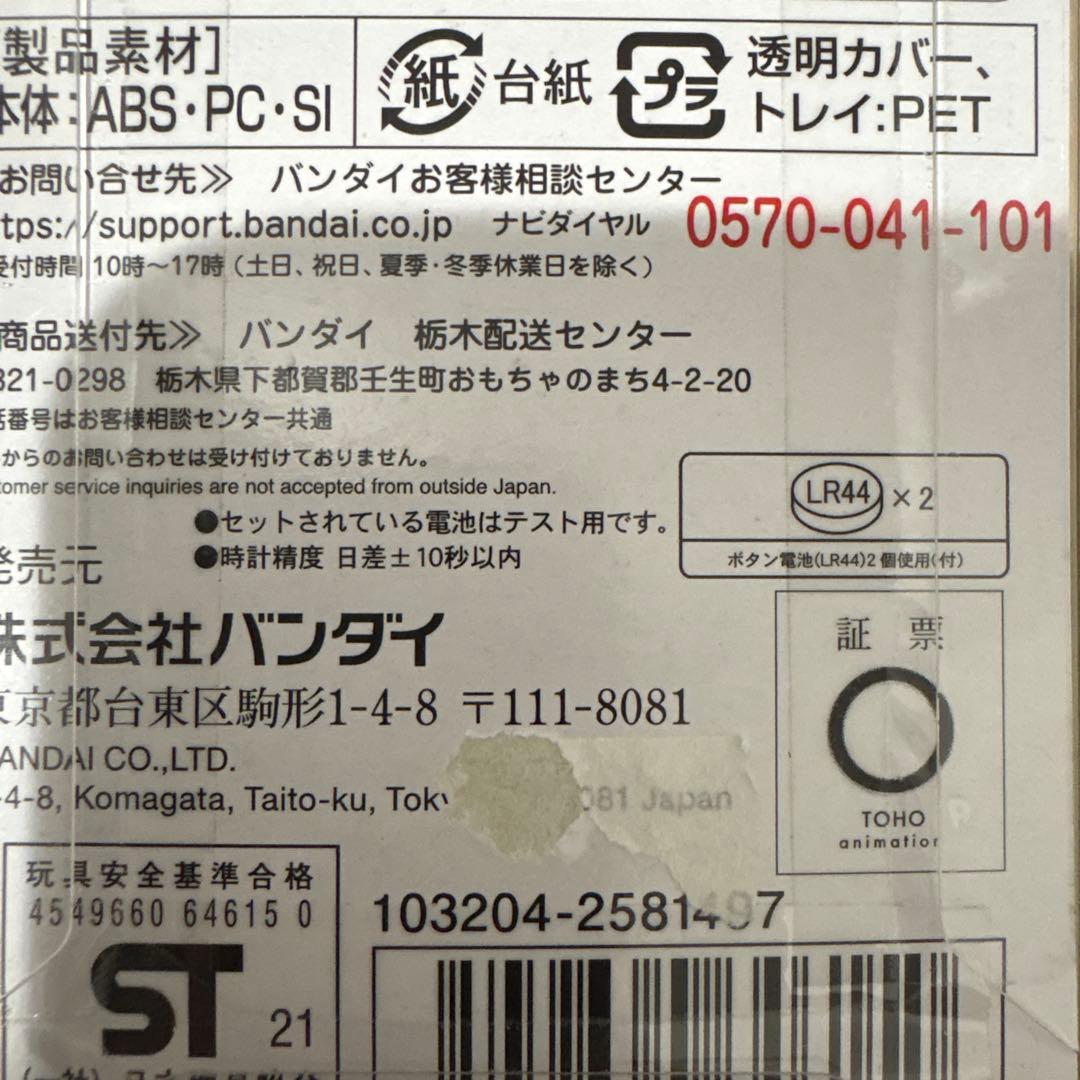 製品素材］
本体：ABS・PC・SI
紙 台紙
プラ 透明カバー、
トレイ：PET
お問い合せ先≫ バンダイお客様相談センター
tps://support.bandai.co.jp ナビダイヤル 0570-041-101
受付時間 10時〜17時（土日、祝日、夏季・冬季休業日を除く）
商品送付先≫ バンダイ 栃木配送センター
321-0298 栃木県下都賀郡壬生町おもちゃのまち4-2-20
話番号はお客様相談センター共通
からのお問い合わせは受け付けておりません。
tomer service inquiries are not accepted from outside Japan.
●セットされている電池はテスト用です。
●時計精度 日差±10秒以内
LR44 ×2
ボタン電池(LR44)2個使用(付)
発売元
株式会社バンダイ
東京都台東区駒形1-4-8 〒111-8081
ANDAI CO.,LTD.
-4-8, Komagata, Taito-ku, Toky 081 Japan
証票
TOHO
animation
玩具安全基準合格
4549660 64615 0
ST 21
103204-2581497